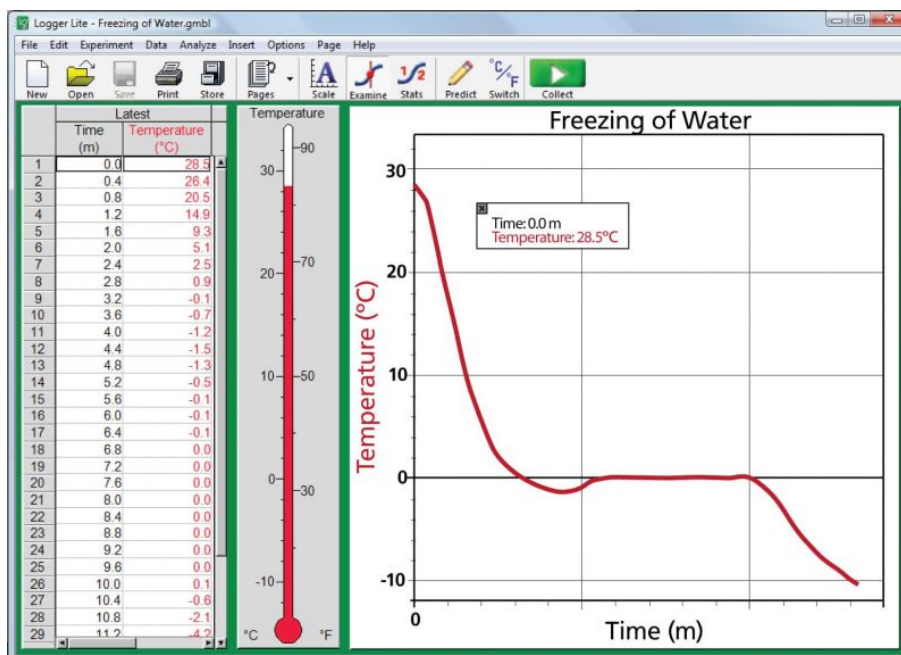 Logger Lite - Freezing of Water.gmbl
File Edit Experiment Data Analyze Insert Options Page Help
°C/°F
New Open Save Print Store Pages Scale Examine Stats Predict Switch Collect
Latest
Time (m) Temperature (°C)
1 0.0 28.5
2 0.4 26.4
3 0.8 20.5
4 1.2 14.9
5 1.6 9.3
6 2.0 5.1
7 2.4 2.5
8 2.8 0.9
9 3.2 -0.1
10 3.6 -0.7
11 4.0 -1.2
12 4.4 -1.5
13 4.8 -1.3
14 5.2 -0.5
15 5.6 -0.1
16 6.0 -0.1
17 6.4 -0.1
18 6.8 0.0
19 7.2 0.0
20 7.6 0.0
21 8.0 0.0
22 8.4 0.0
23 8.8 0.0
24 9.2 0.0
25 9.6 0.0
26 10.0 0.1
27 10.4 -0.6
28 10.8 -2.1
29 11.2 -4.2
Temperature
90
30
20
70
10
50
0
30
-10
°C °F
Freezing of Water
Time: 0.0 m
Temperature: 28.5°C
Temperature (°C)
30
20
10
0
-10
0
Time (m)